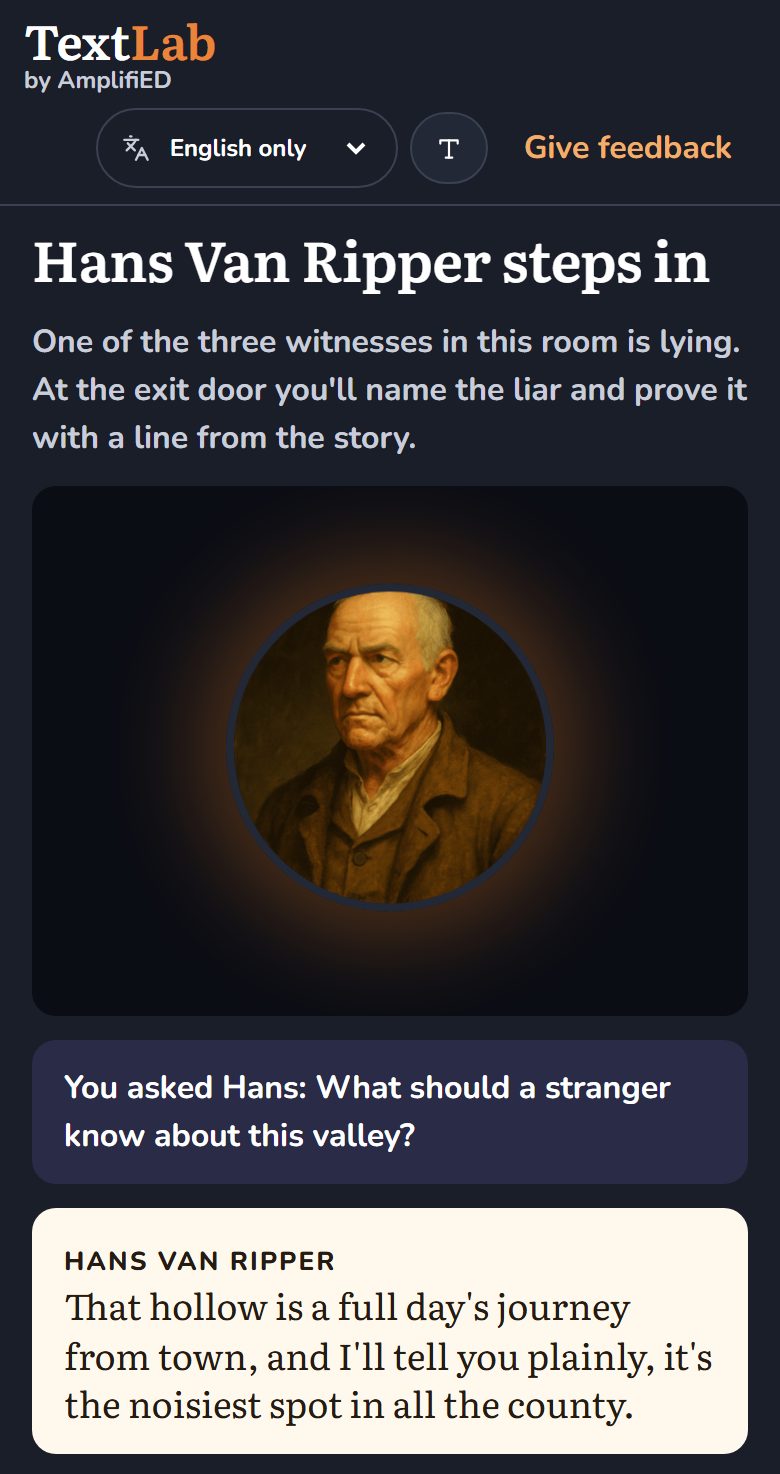 TextLab
by AmplifiED
English only
T
Give feedback
Hans Van Ripper steps in
One of the three witnesses in this room is lying.
At the exit door you'll name the liar and prove it
with a line from the story.
You asked Hans: What should a stranger
know about this valley?
HANS VAN RIPPER
That hollow is a full day's journey
from town, and I'll tell you plainly, it's
the noisiest spot in all the county.